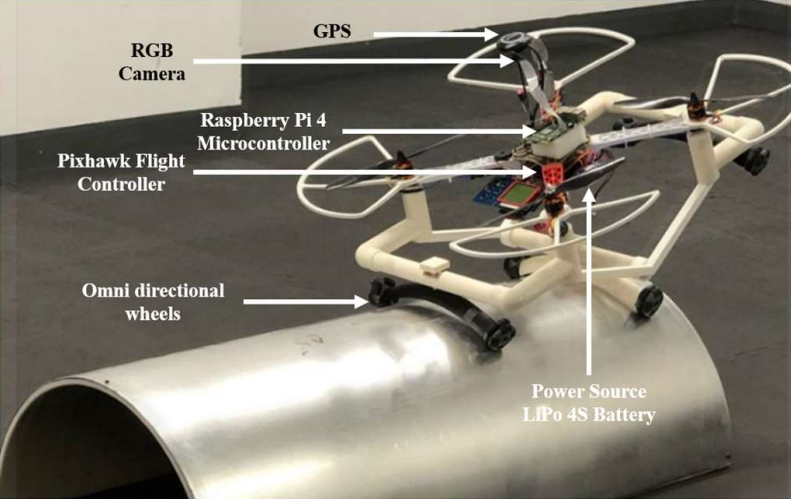 GPS
RGB
Camera
Raspberry Pi 4
Microcontroller
Pixhawk Flight
Controller
Omni directional
wheels
Power Source
LiPo 4S Battery